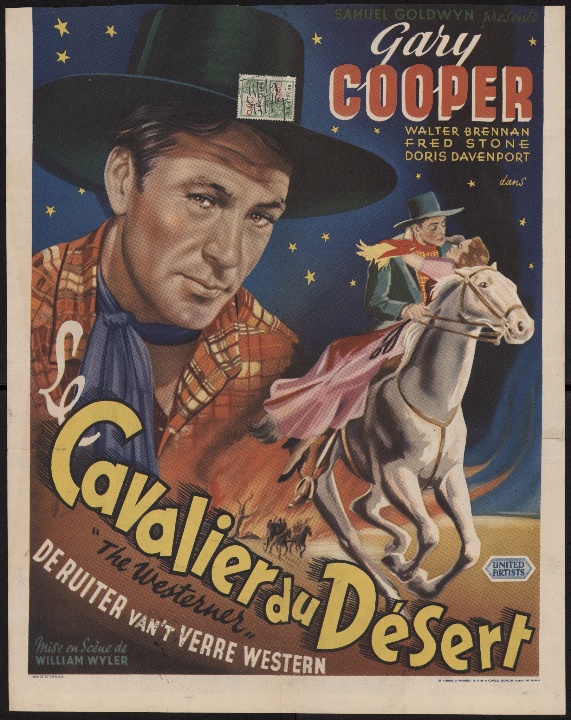 SAMUEL GOLDWYN présente
Gary
COOPER
WALTER BRENNAN
FRED STONE
DORIS DAVENPORT
dans
Le
Cavalier du Désert
"The Westerner"
DE RUITER VAN'T VERRE WESTERN
Mise en Scène de
WILLIAM WYLER
UNITED
ARTISTS